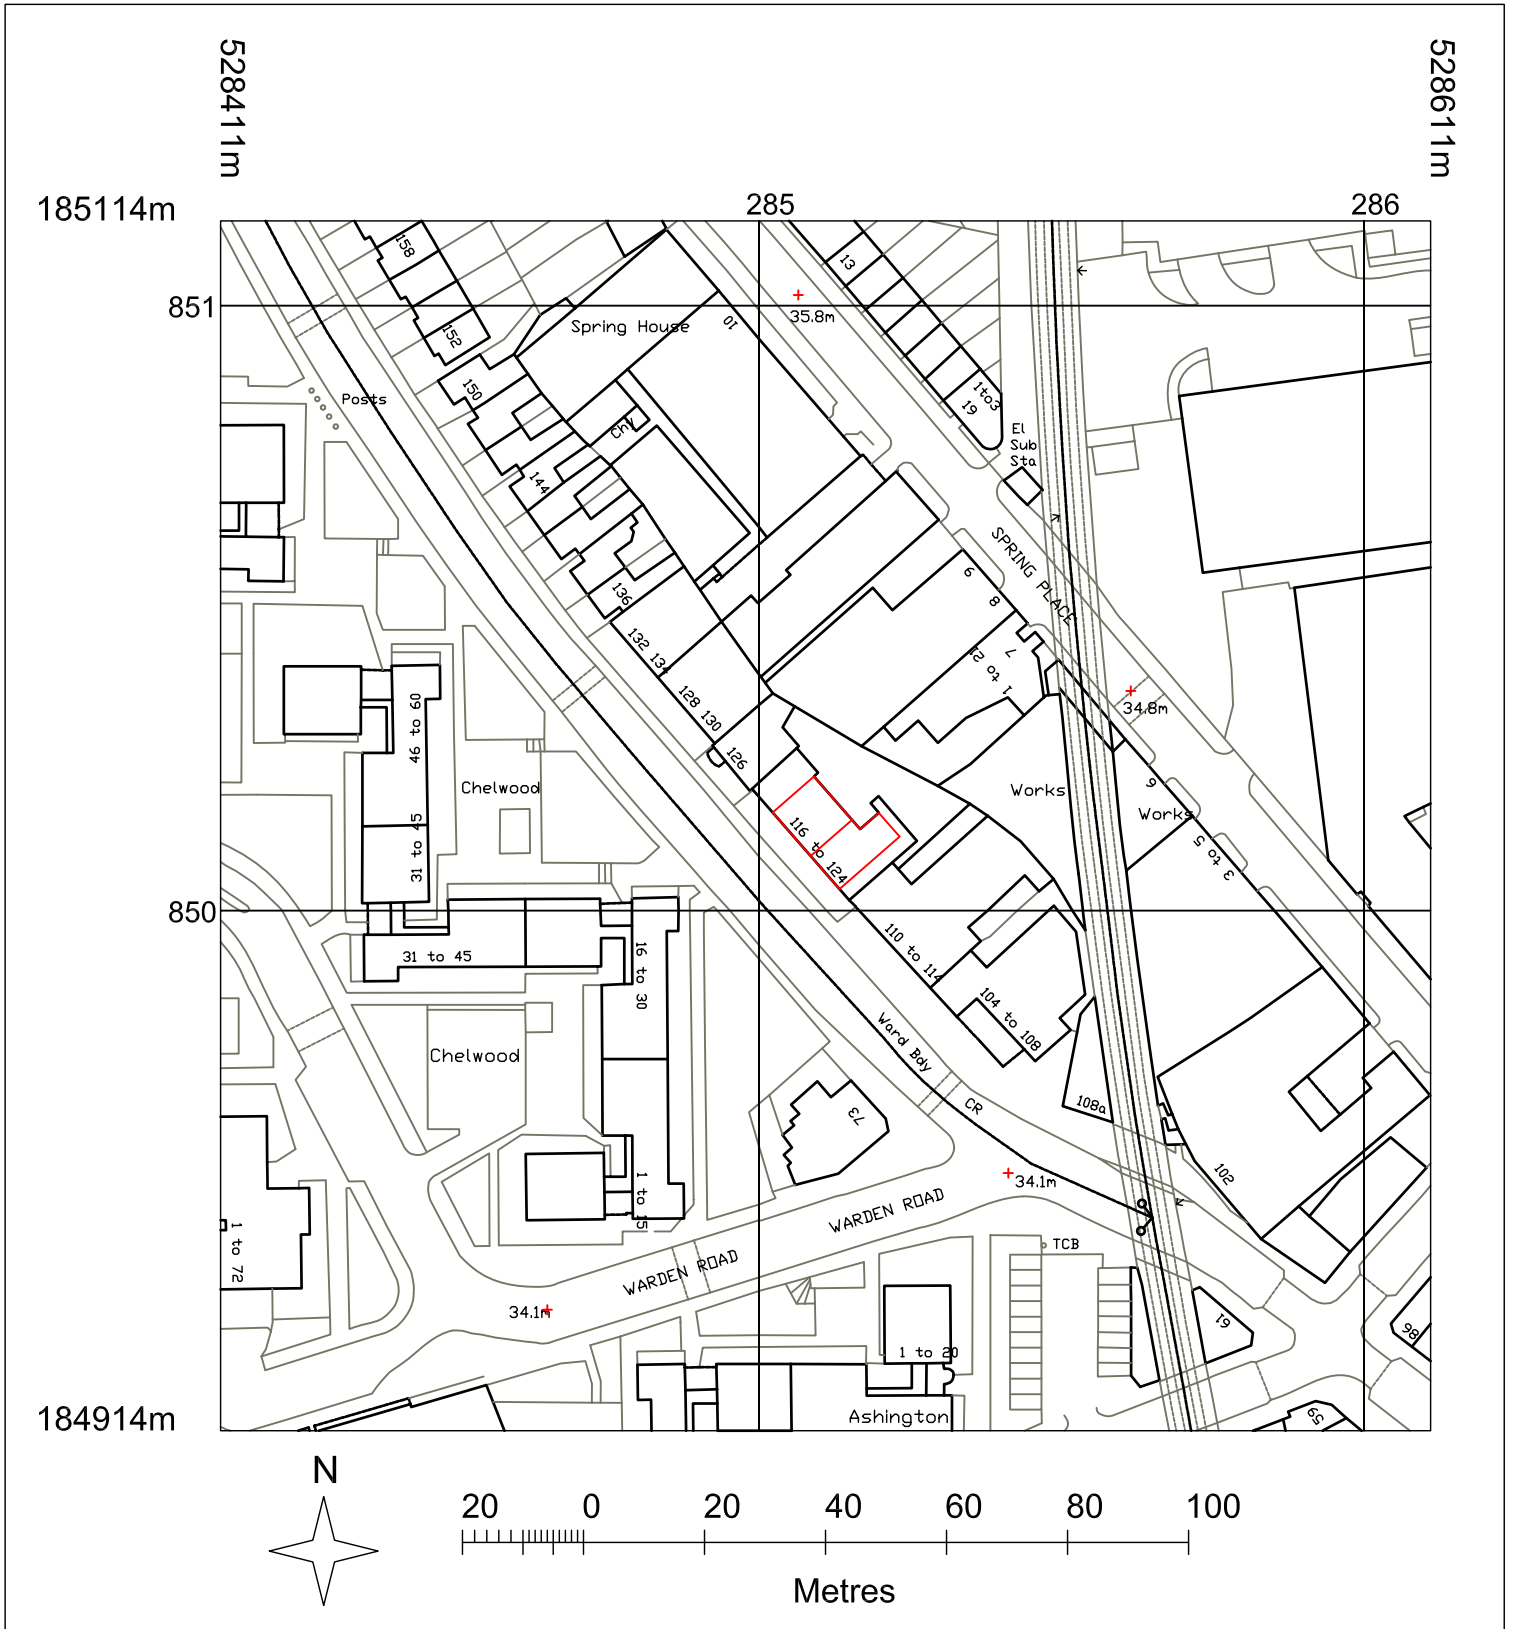 528411m
528611m
185114m
285
286
158
13
851
35.8m
10
Spring House
152
150
Posts
1to3
19
El
Sub
Sta
Chy
144
SPRING PLACE
6
8
136
132 134
7
1 to 21
128 130
34.8m
46 to 60
126
Chelwood
Works
6
Works
116 to 124
31 to 45
3 to 5
850
110 to 114
31 to 45
16 to 30
104 to 108
Ward Bdy
Chelwood
CR
108a
73
102
34.1m
1 to 15
WARDEN ROAD
1 to 72
TCB
WARDEN ROAD
34.1m
61
98
1 to 20
Ashington
59
184914m
N
20 0 20 40 60 80 100
Metres